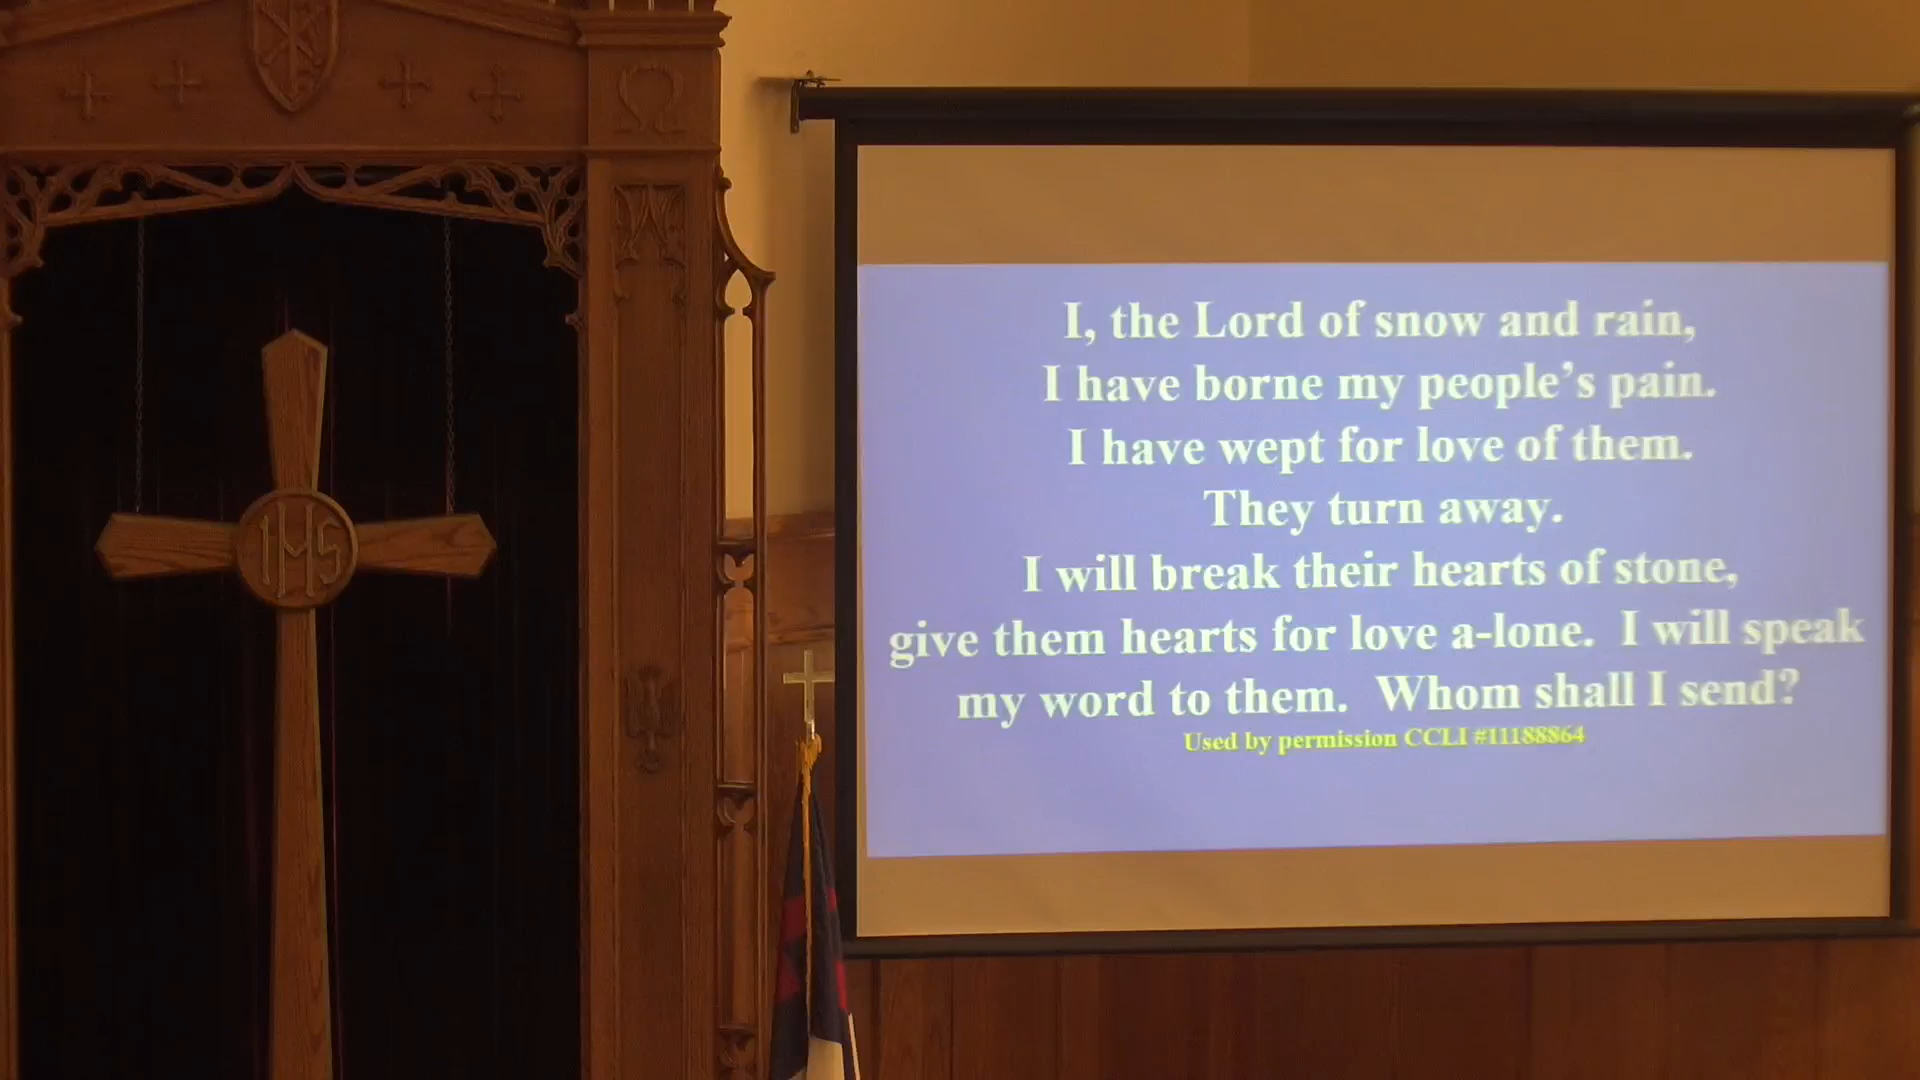 IHS
Ω
I, the Lord of snow and rain,
I have borne my people's pain.
I have wept for love of them.
They turn away.
I will break their hearts of stone,
give them hearts for love a-lone.  I will speak
my word to them.  Whom shall I send?
Used by permission CCLI #11188864